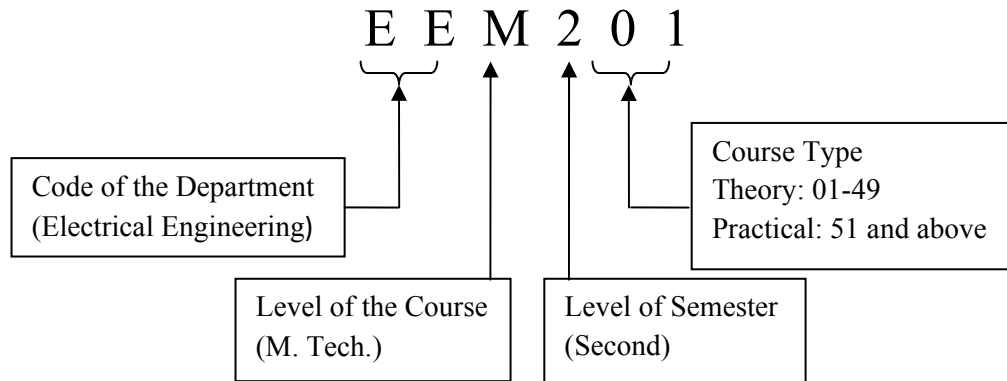 E E M 2 0 1
Code of the Department
(Electrical Engineering)
Level of the Course
(M. Tech.)
Level of Semester
(Second)
Course Type
Theory: 01-49
Practical: 51 and above